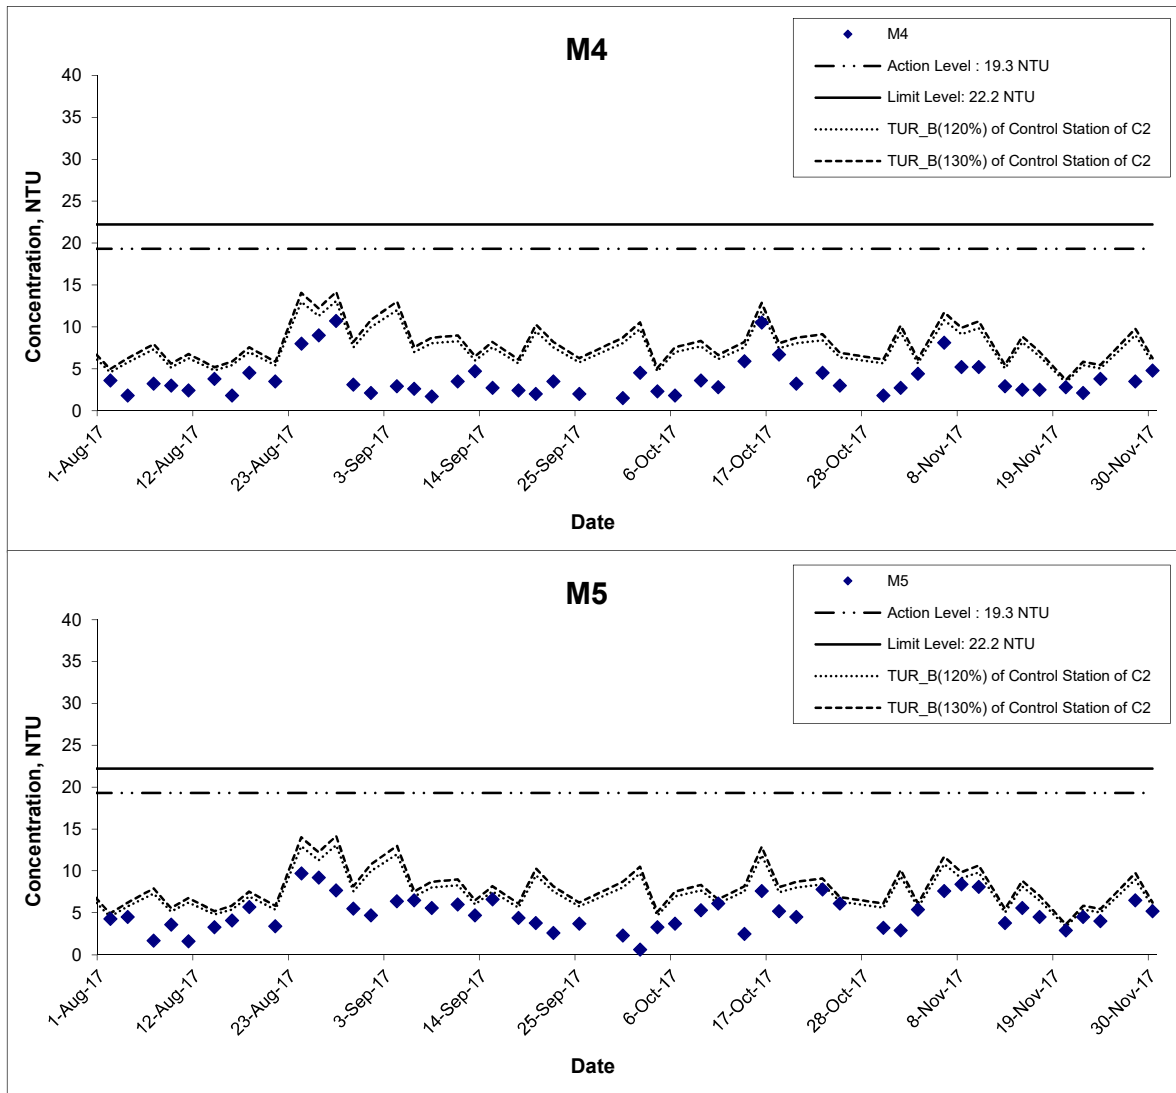 M4
M4
Action Level : 19.3 NTU
Limit Level: 22.2 NTU
TUR_B(120%) of Control Station of C2
TUR_B(130%) of Control Station of C2
Concentration, NTU
40
35
30
25
20
15
10
5
0
1-Aug-17
12-Aug-17
23-Aug-17
3-Sep-17
14-Sep-17
25-Sep-17
6-Oct-17
17-Oct-17
28-Oct-17
8-Nov-17
19-Nov-17
30-Nov-17
Date
M5
M5
Action Level : 19.3 NTU
Limit Level: 22.2 NTU
TUR_B(120%) of Control Station of C2
TUR_B(130%) of Control Station of C2
Concentration, NTU
40
35
30
25
20
15
10
5
0
1-Aug-17
12-Aug-17
23-Aug-17
3-Sep-17
14-Sep-17
25-Sep-17
6-Oct-17
17-Oct-17
28-Oct-17
8-Nov-17
19-Nov-17
30-Nov-17
Date